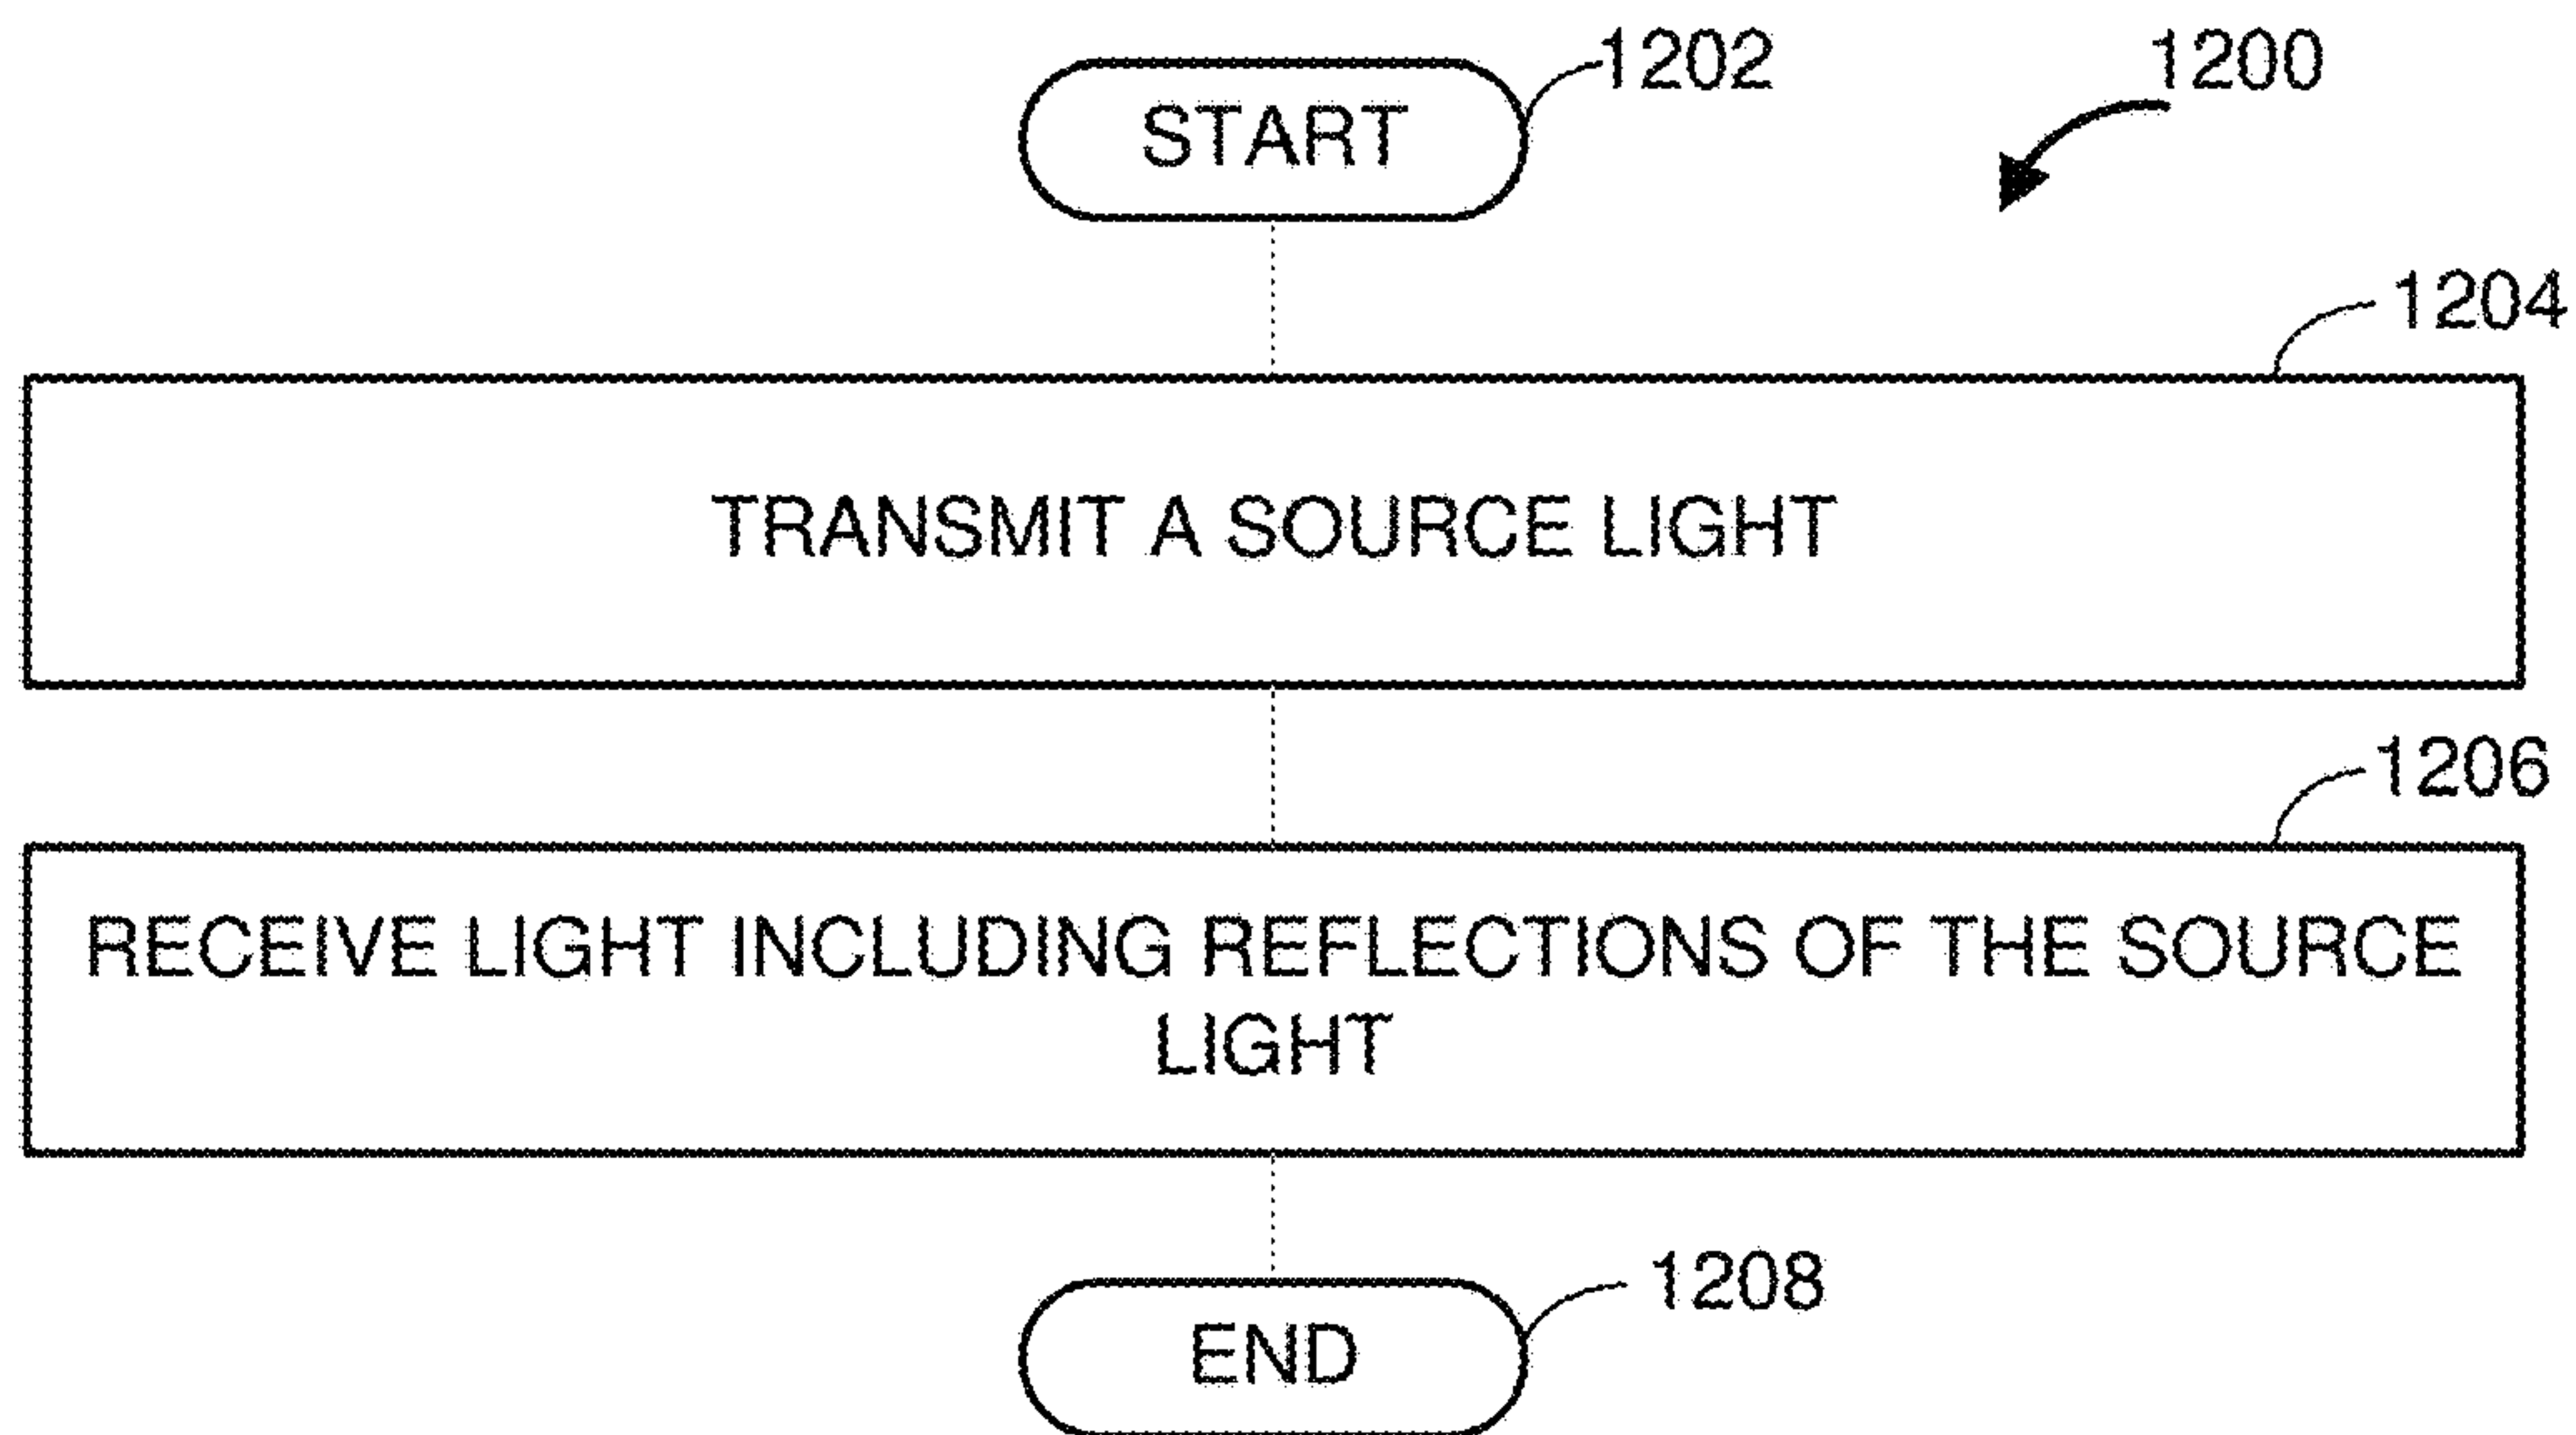 START
1202
1200
1204
TRANSMIT A SOURCE LIGHT
1206
RECEIVE LIGHT INCLUDING REFLECTIONS OF THE SOURCE
LIGHT
1208
END